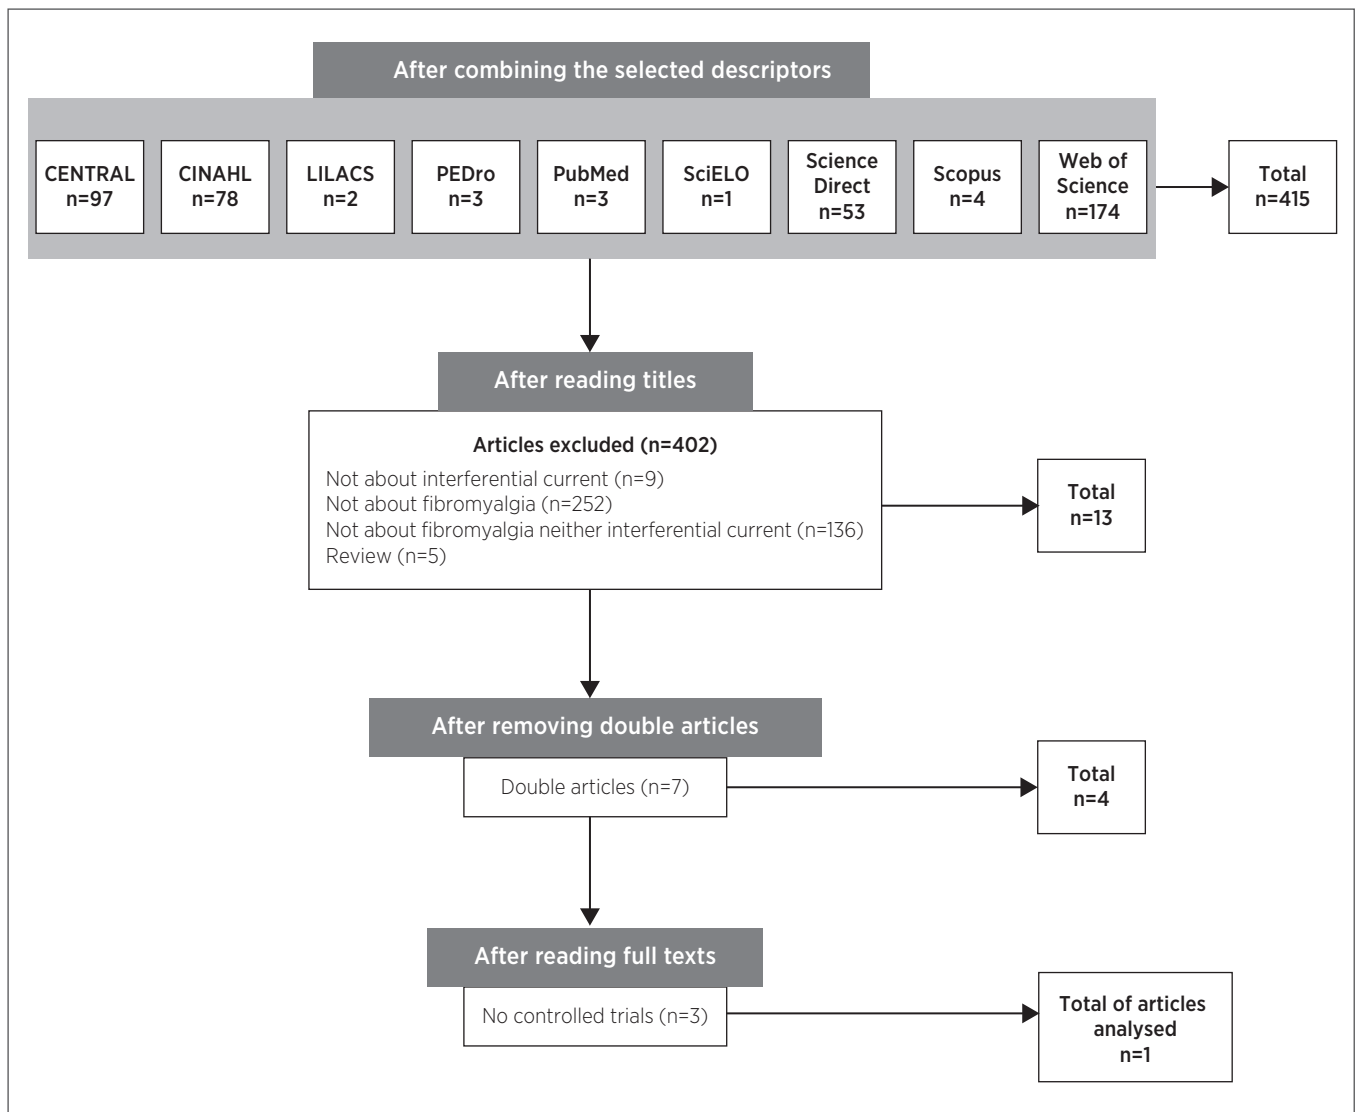 After combining the selected descriptors
CENTRAL
n=97
CINAHL
n=78
LILACS
n=2
PEDro
n=3
PubMed
n=3
SciELO
n=1
Science
Direct
n=53
Scopus
n=4
Web of
Science
n=174
Total
n=415
After reading titles
Articles excluded (n=402)
Not about interferential current (n=9)
Not about fibromyalgia (n=252)
Not about fibromyalgia neither interferential current (n=136)
Review (n=5)
Total
n=13
After removing double articles
Double articles (n=7)
Total
n=4
After reading full texts
No controlled trials (n=3)
Total of articles
analysed
n=1